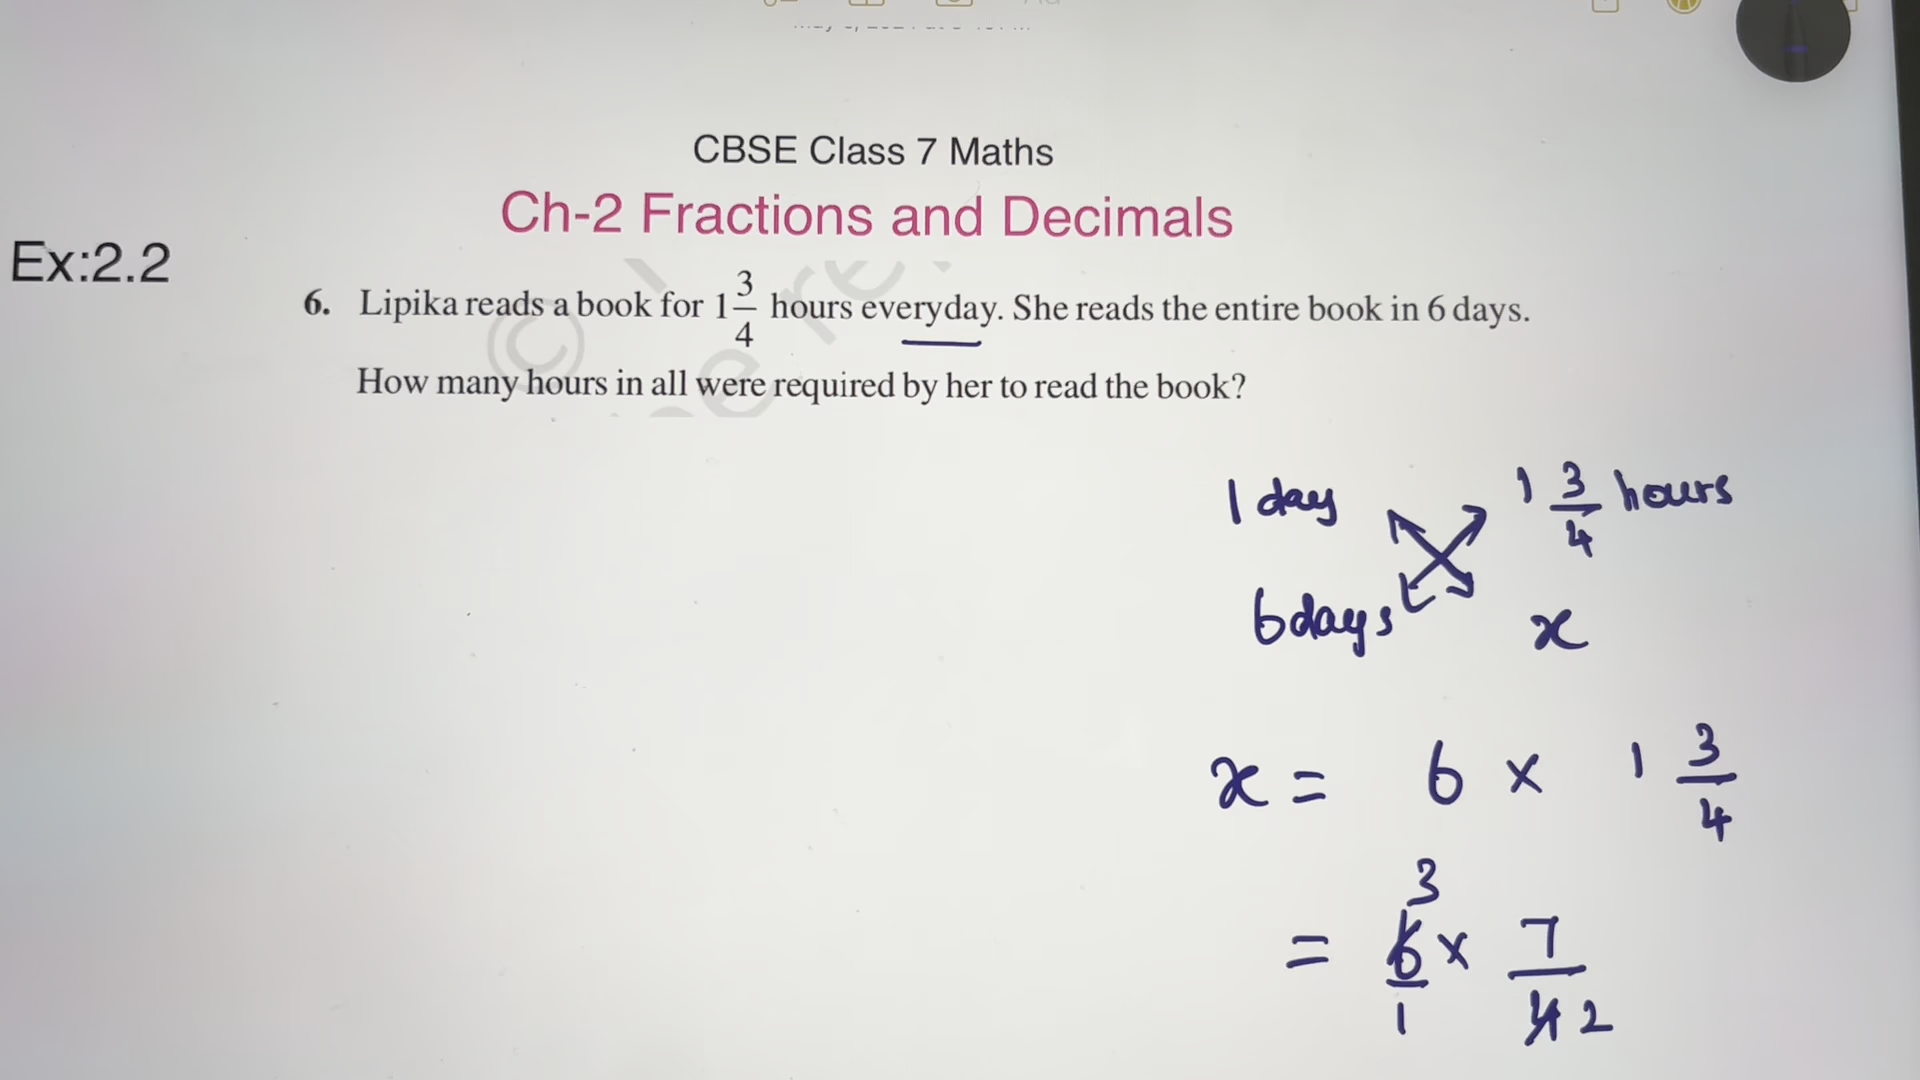 CBSE Class 7 Maths
Ch-2 Fractions and Decimals
Ex:2.2
6. Lipika reads a book for 1 3/4 hours everyday. She reads the entire book in 6 days.
How many hours in all were required by her to read the book?
1 day 1 3/4 hours
6 days x
x = 6 × 1 3/4
3
= 6/1 × 7/4 2